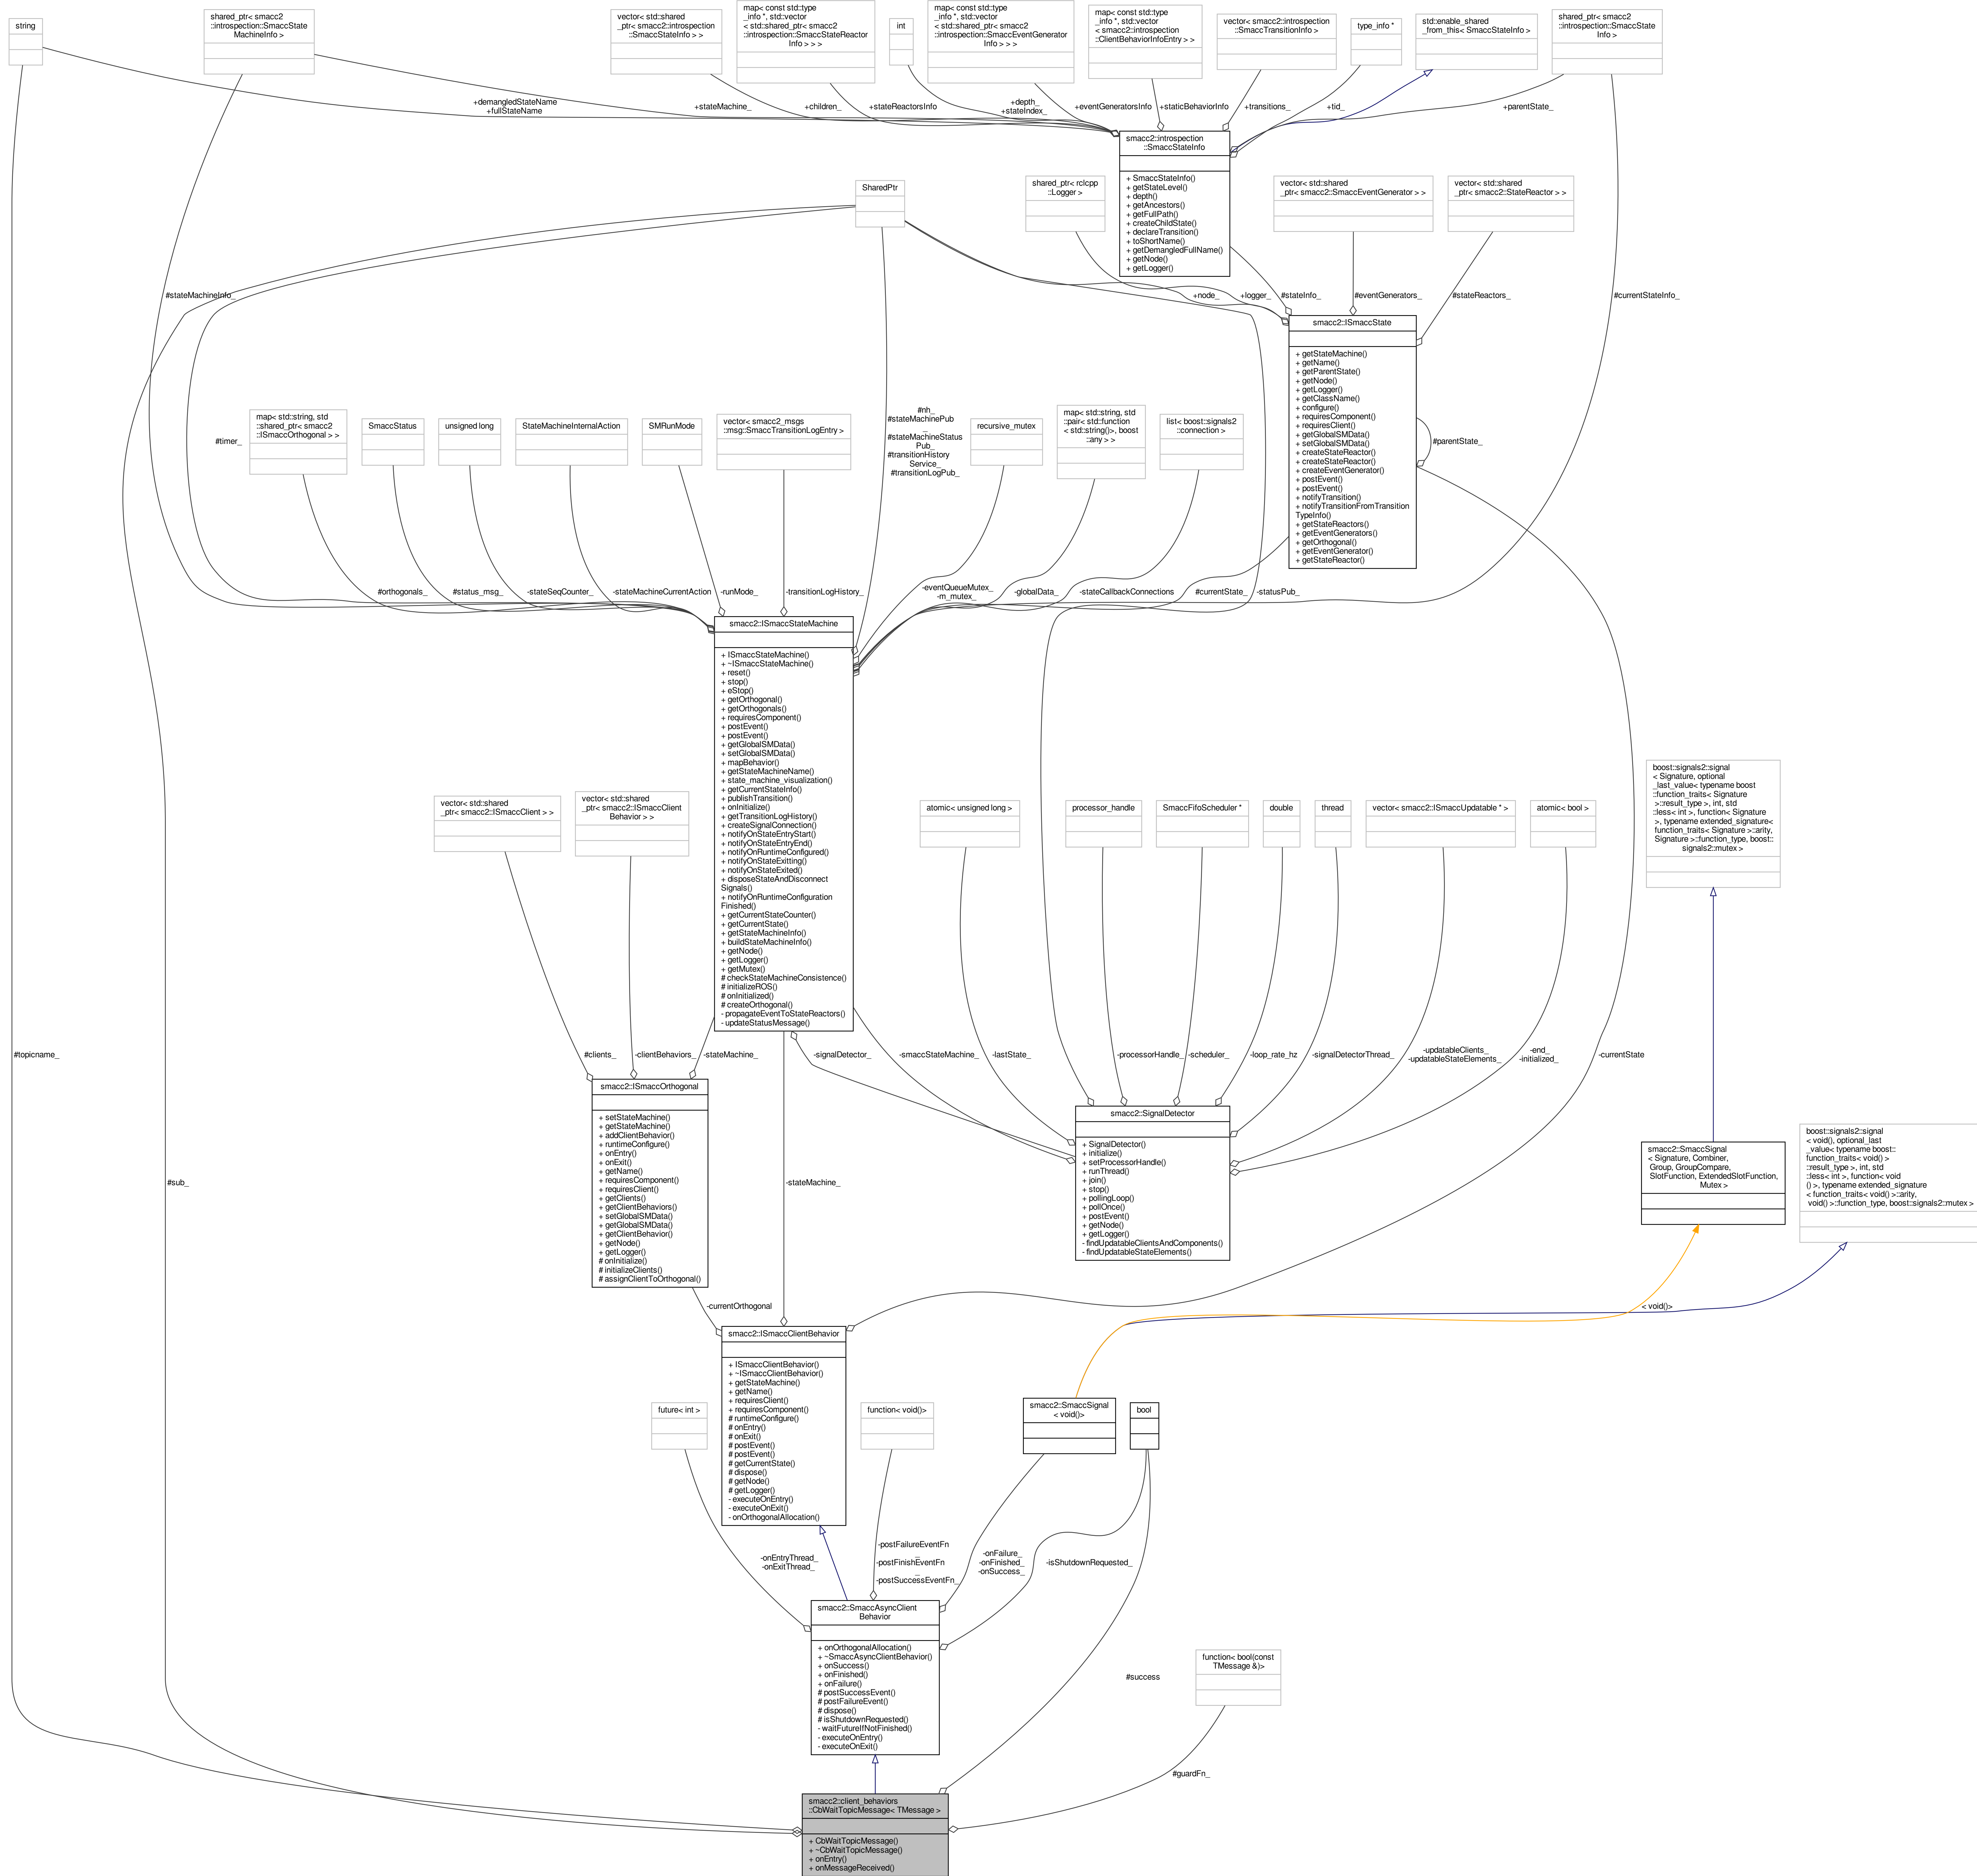 string
shared_ptr< smacc2
::introspection::SmaccState
MachineInfo >
vector< std::shared
_ptr< smacc2::introspection
::SmaccStateInfo > >
map< const std::type
_info *, std::vector
< std::shared_ptr< smacc2
::introspection::SmaccStateReactor
Info > > >
int
map< const std::type
_info *, std::vector
< std::shared_ptr< smacc2
::introspection::SmaccEventGenerator
Info > > >
map< const std::type
_info *, std::vector
< smacc2::introspection
::ClientBehaviorInfoEntry > >
vector< smacc2::introspection
::SmaccTransitionInfo >
type_info *
std::enable_shared
_from_this< SmaccStateInfo >
shared_ptr< smacc2
::introspection::SmaccState
Info >
+demangledStateName
+fullStateName
+stateMachine_
+children_
+stateReactorsInfo
+depth_
+stateIndex_
+eventGeneratorsInfo
+staticBehaviorInfo
+transitions_
+tid_
+parentState_
smacc2::introspection
::SmaccStateInfo
+ SmaccStateInfo()
+ getStateLevel()
+ depth()
+ getAncestors()
+ getFullPath()
+ createChildState()
+ declareTransition()
+ toShortName()
+ getDemangledFullName()
+ getNode()
+ getLogger()
SharedPtr
shared_ptr< rclcpp
::Logger >
vector< std::shared
_ptr< smacc2::SmaccEventGenerator > >
vector< std::shared
_ptr< smacc2::StateReactor > >
#stateMachineInfo_
+node_
+logger_
#stateInfo_
#eventGenerators_
#stateReactors_
#currentStateInfo_
smacc2::ISmaccState
+ getStateMachine()
+ getName()
+ getParentState()
+ getNode()
+ getLogger()
+ getClassName()
+ configure()
+ requiresComponent()
+ requiresClient()
+ getGlobalSMData()
+ setGlobalSMData()
+ createStateReactor()
+ createStateReactor()
+ createEventGenerator()
+ postEvent()
+ postEvent()
+ notifyTransition()
+ notifyTransitionFromTransition
TypeInfo()
+ getStateReactors()
+ getEventGenerators()
+ getOrthogonal()
+ getEventGenerator()
+ getStateReactor()
#parentState_
#timer_
map< std::string, std
::shared_ptr< smacc2
::ISmaccOrthogonal > >
SmaccStatus
unsigned long
StateMachineInternalAction
SMRunMode
vector< smacc2_msgs
::msg::SmaccTransitionLogEntry >
#nh_
#stateMachinePub
_
#stateMachineStatus
Pub_
#transitionHistory
Service_
#transitionLogPub_
recursive_mutex
map< std::string, std
::pair< std::function
< std::string()>, boost
::any > >
list< boost::signals2
::connection >
#orthogonals_
#status_msg_
-stateSeqCounter_
-stateMachineCurrentAction
-runMode_
-transitionLogHistory_
-eventQueueMutex_
-m_mutex_
-globalData_
-stateCallbackConnections
#currentState_
-statusPub_
smacc2::ISmaccStateMachine
+ ISmaccStateMachine()
+ ~ISmaccStateMachine()
+ reset()
+ stop()
+ eStop()
+ getOrthogonal()
+ getOrthogonals()
+ requiresComponent()
+ postEvent()
+ postEvent()
+ getGlobalSMData()
+ setGlobalSMData()
+ mapBehavior()
+ getStateMachineName()
+ state_machine_visualization()
+ getCurrentStateInfo()
+ publishTransition()
+ onInitialize()
+ getTransitionLogHistory()
+ createSignalConnection()
+ notifyOnStateEntryStart()
+ notifyOnStateEntryEnd()
+ notifyOnRuntimeConfigured()
+ notifyOnStateExitting()
+ notifyOnStateExited()
+ disposeStateAndDisconnect
Signals()
+ notifyOnRuntimeConfiguration
Finished()
+ getCurrentStateCounter()
+ getCurrentState()
+ getStateMachineInfo()
+ buildStateMachineInfo()
+ getNode()
+ getLogger()
+ getMutex()
# checkStateMachineConsistence()
# initializeROS()
# onInitialized()
# createOrthogonal()
- propagateEventToStateReactors()
- updateStatusMessage()
vector< std::shared
_ptr< smacc2::ISmaccClient > >
vector< std::shared
_ptr< smacc2::ISmaccClient
Behavior > >
atomic< unsigned long >
processor_handle
SmaccFifoScheduler *
double
thread
vector< smacc2::ISmaccUpdatable * >
atomic< bool >
boost::signals2::signal
< Signature, optional
_last_value< typename boost
::function_traits< Signature
>::result_type >, int, std
::less< int >, function< Signature
>, typename extended_signature<
function_traits< Signature >::arity,
Signature >::function_type, boost::
signals2::mutex >
#topicname_
#clients_
-clientBehaviors_
-stateMachine_
-signalDetector_
-smaccStateMachine_
-lastState_
-processorHandle_
-scheduler_
-loop_rate_hz
-signalDetectorThread_
-updatableClients_
-updatableStateElements_
-end_
-initialized_
-currentState
smacc2::ISmaccOrthogonal
+ setStateMachine()
+ getStateMachine()
+ addClientBehavior()
+ runtimeConfigure()
+ onEntry()
+ onExit()
+ getName()
+ requiresComponent()
+ requiresClient()
+ getClients()
+ getClientBehaviors()
+ setGlobalSMData()
+ getGlobalSMData()
+ getClientBehavior()
+ getNode()
+ getLogger()
# onInitialize()
# initializeClients()
# assignClientToOrthogonal()
smacc2::SignalDetector
+ SignalDetector()
+ initialize()
+ setProcessorHandle()
+ runThread()
+ join()
+ stop()
+ pollingLoop()
+ pollOnce()
+ postEvent()
+ getNode()
+ getLogger()
- findUpdatableClientsAndComponents()
- findUpdatableStateElements()
smacc2::SmaccSignal
< Signature, Combiner,
Group, GroupCompare,
SlotFunction, ExtendedSlotFunction,
Mutex >
boost::signals2::signal
< void(), optional_last
_value< typename boost::
function_traits< void() >
::result_type >, int, std
::less< int >, function< void
() >, typename extended_signature
< function_traits< void() >::arity,
void() >::function_type, boost::signals2::mutex >
#sub_
-stateMachine_
-currentOrthogonal
< void()>
smacc2::ISmaccClientBehavior
+ ISmaccClientBehavior()
+ ~ISmaccClientBehavior()
+ getStateMachine()
+ getName()
+ requiresClient()
+ requiresComponent()
# runtimeConfigure()
# onEntry()
# onExit()
# postEvent()
# postEvent()
# getCurrentState()
# dispose()
# getNode()
# getLogger()
- executeOnEntry()
- executeOnExit()
- onOrthogonalAllocation()
future< int >
function< void()>
smacc2::SmaccSignal
< void()>
bool
-onEntryThread_
-onExitThread_
-postFailureEventFn
_
-postFinishEventFn
_
-postSuccessEventFn_
-onFailure_
-onFinished_
-onSuccess_
-isShutdownRequested_
smacc2::SmaccAsyncClient
Behavior
+ onOrthogonalAllocation()
+ ~SmaccAsyncClientBehavior()
+ onSuccess()
+ onFinished()
+ onFailure()
# postSuccessEvent()
# postFailureEvent()
# dispose()
# isShutdownRequested()
- waitFutureIfNotFinished()
- executeOnEntry()
- executeOnExit()
function< bool(const
TMessage &)>
#success
#guardFn_
smacc2::client_behaviors
::CbWaitTopicMessage< TMessage >
+ CbWaitTopicMessage()
+ ~CbWaitTopicMessage()
+ onEntry()
+ onMessageReceived()